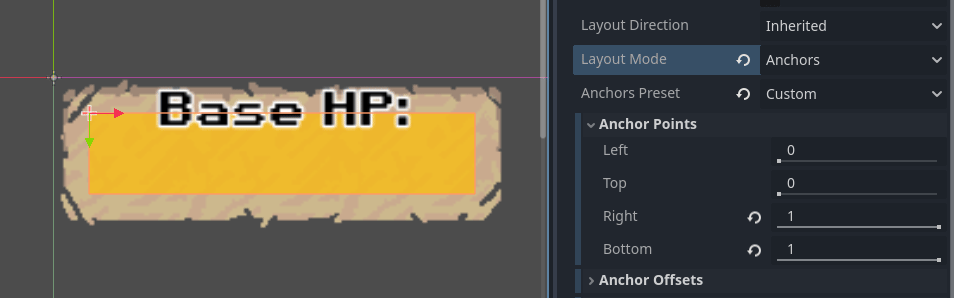 Base HP:
Layout Direction Inherited
Layout Mode Anchors
Anchors Preset Custom
Anchor Points
Left 0
Top 0
Right 1
Bottom 1
Anchor Offsets